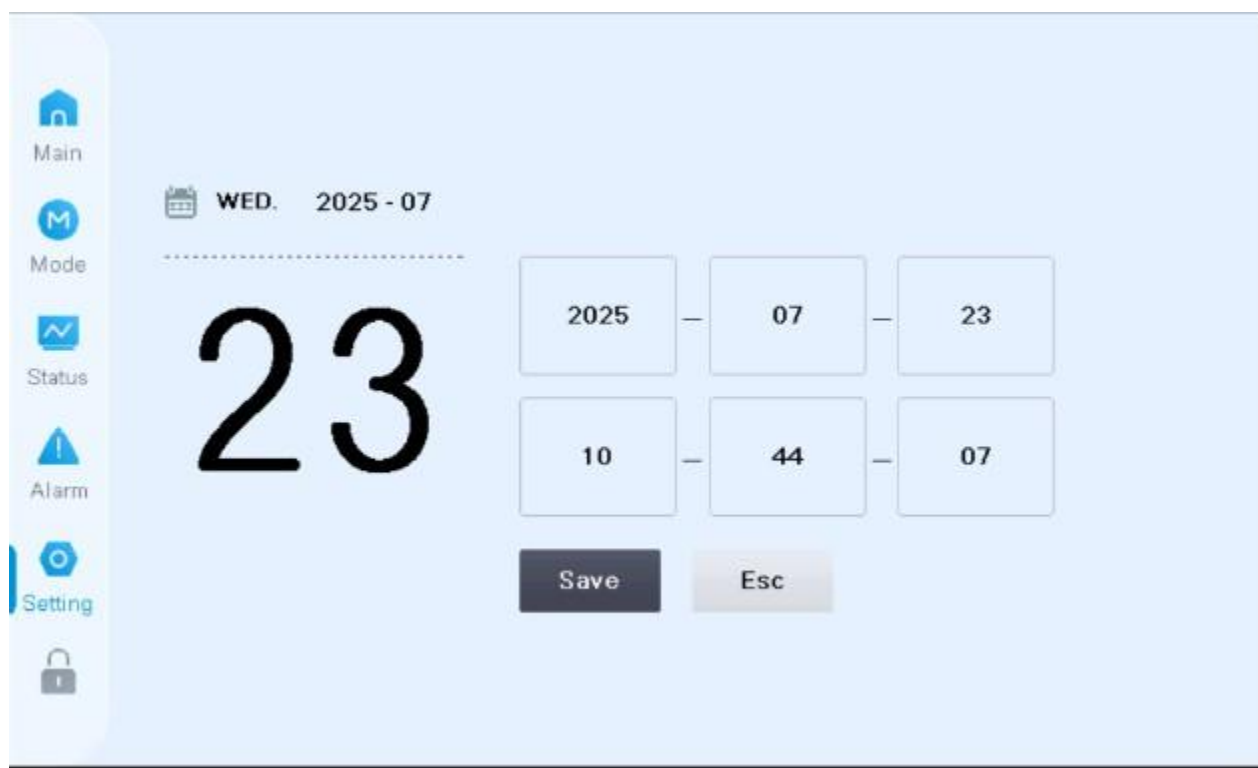 Main
Mode
Status
Alarm
Setting
WED. 2025 - 07
23
2025 — 07 — 23
10 — 44 — 07
Save Esc